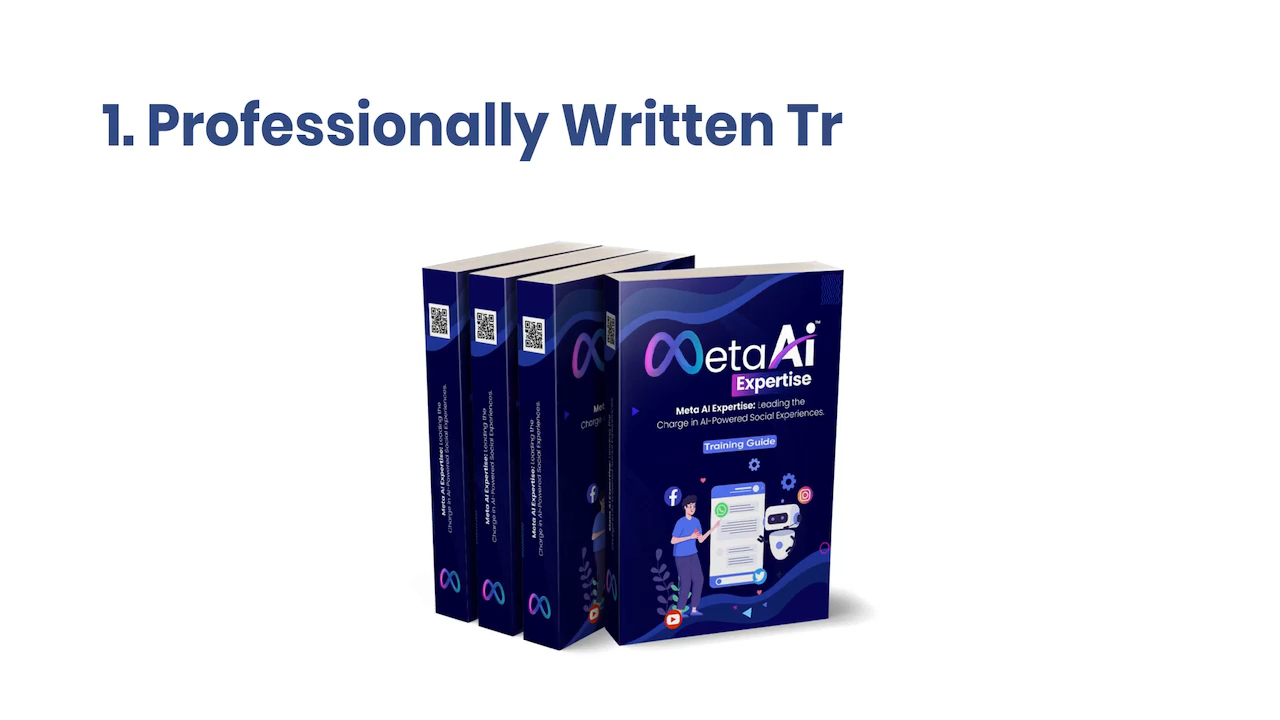 1. Professionally Written Tr
Meta Ai™
Expertise
Meta AI Expertise: Leading the
Charge in AI-Powered Social Experiences.
Training Guide
Meta AI Expertise: Leading the
Charge in AI-Powered Social Experiences.
Meta AI Expertise: Leading the
Charge in AI-Powered Social Experiences.
Meta AI Expertise: Leading the
Charge in AI-Powered Social Experiences.